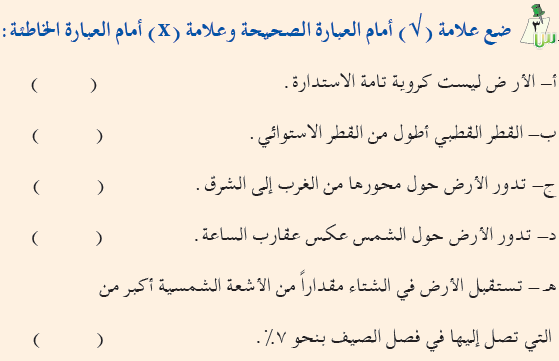 س٣ ضع علامة (√) أمام العبارة الصحيحة وعلامة (x) أمام العبارة الخاطئة:
أ- الأرض ليست كروية تامة الاستدارة. ( )
ب- القطر القطبي أطول من القطر الاستوائي. ( )
ج- تدور الأرض حول محورها من الغرب إلى الشرق. ( )
د- تدور الأرض حول الشمس عكس عقارب الساعة. ( )
هـ- تستقبل الأرض في الشتاء مقداراً من الأشعة الشمسية أكبر من
التي تصل إليها في فصل الصيف بنحو ٧٪. ( )